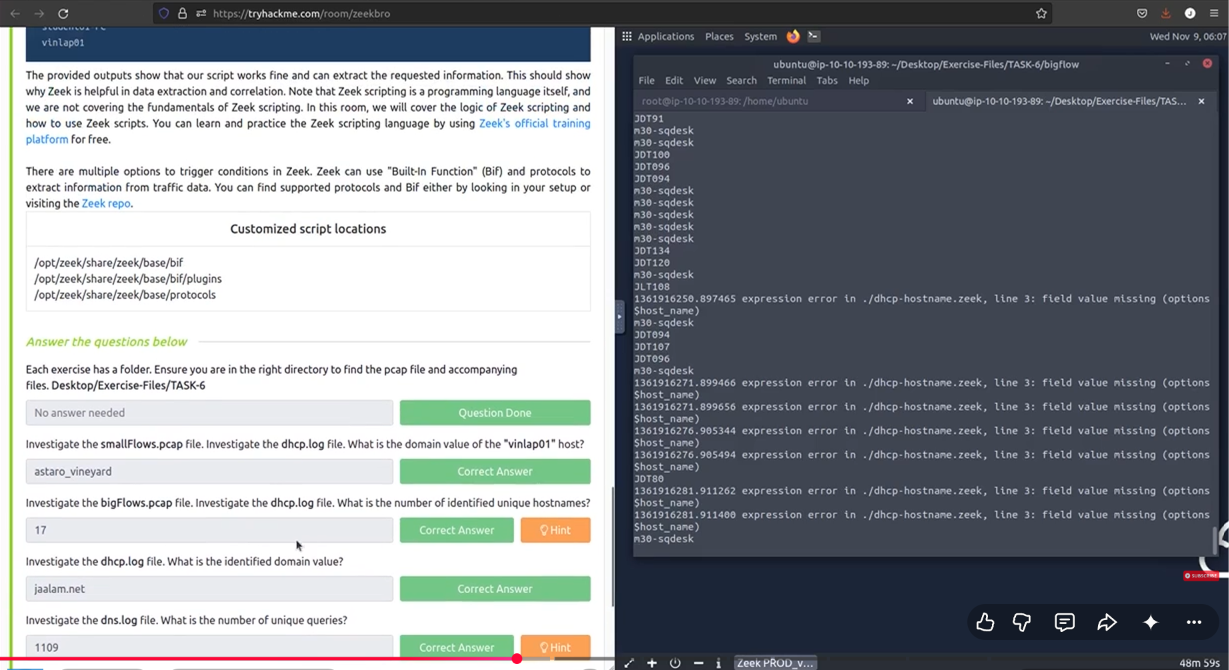 https://tryhackme.com/room/zeekbro
vinlap01
The provided outputs show that our script works fine and can extract the requested information. This should show
why Zeek is helpful in data extraction and correlation. Note that Zeek scripting is a programming language itself, and
we are not covering the fundamentals of Zeek scripting. In this room, we will cover the logic of Zeek scripting and
how to use Zeek scripts. You can learn and practice the Zeek scripting language by using Zeek's official training
platform for free.
There are multiple options to trigger conditions in Zeek. Zeek can use "Built-In Function" (Bif) and protocols to
extract information from traffic data. You can find supported protocols and Bif either by looking in your setup or
visiting the Zeek repo.
Customized script locations
/opt/zeek/share/zeek/base/bif
/opt/zeek/share/zeek/base/bif/plugins
/opt/zeek/share/zeek/base/protocols
Answer the questions below
Each exercise has a folder. Ensure you are in the right directory to find the pcap file and accompanying
files. Desktop/Exercise-Files/TASK-6
No answer needed
Question Done
Investigate the smallFlows.pcap file. Investigate the dhcp.log file. What is the domain value of the "vinlap01" host?
astaro_vineyard
Correct Answer
Investigate the bigFlows.pcap file. Investigate the dhcp.log file. What is the number of identified unique hostnames?
17
Correct Answer
Hint
Investigate the dhcp.log file. What is the identified domain value?
jaalam.net
Correct Answer
Investigate the dns.log file. What is the number of unique queries?
1109
Correct Answer
Hint
Applications Places System
Wed Nov 9, 06:07
ubuntu@ip-10-10-193-89: ~/Desktop/Exercise-Files/TASK-6/bigflow
File Edit View Search Terminal Tabs Help
root@ip-10-10-193-89: /home/ubuntu
ubuntu@ip-10-10-193-89: ~/Desktop/Exercise-Files/TAS...
JDT91
m30-sqdesk
m30-sqdesk
JDT100
JDT096
JDT094
m30-sqdesk
m30-sqdesk
m30-sqdesk
m30-sqdesk
m30-sqdesk
JDT134
JDT120
m30-sqdesk
JLT108
1361916250.897465 expression error in ./dhcp-hostname.zeek, line 3: field value missing (options
$host_name)
m30-sqdesk
JDT094
JDT107
JDT096
m30-sqdesk
1361916271.899466 expression error in ./dhcp-hostname.zeek, line 3: field value missing (options
$host_name)
1361916271.899656 expression error in ./dhcp-hostname.zeek, line 3: field value missing (options
$host_name)
1361916276.905344 expression error in ./dhcp-hostname.zeek, line 3: field value missing (options
$host_name)
1361916276.905494 expression error in ./dhcp-hostname.zeek, line 3: field value missing (options
$host_name)
JDT80
1361916281.911262 expression error in ./dhcp-hostname.zeek, line 3: field value missing (options
$host_name)
1361916281.911400 expression error in ./dhcp-hostname.zeek, line 3: field value missing (options
$host_name)
m30-sqdesk
SUBSCRIBE
Zeek PROD_v...
48m 59s